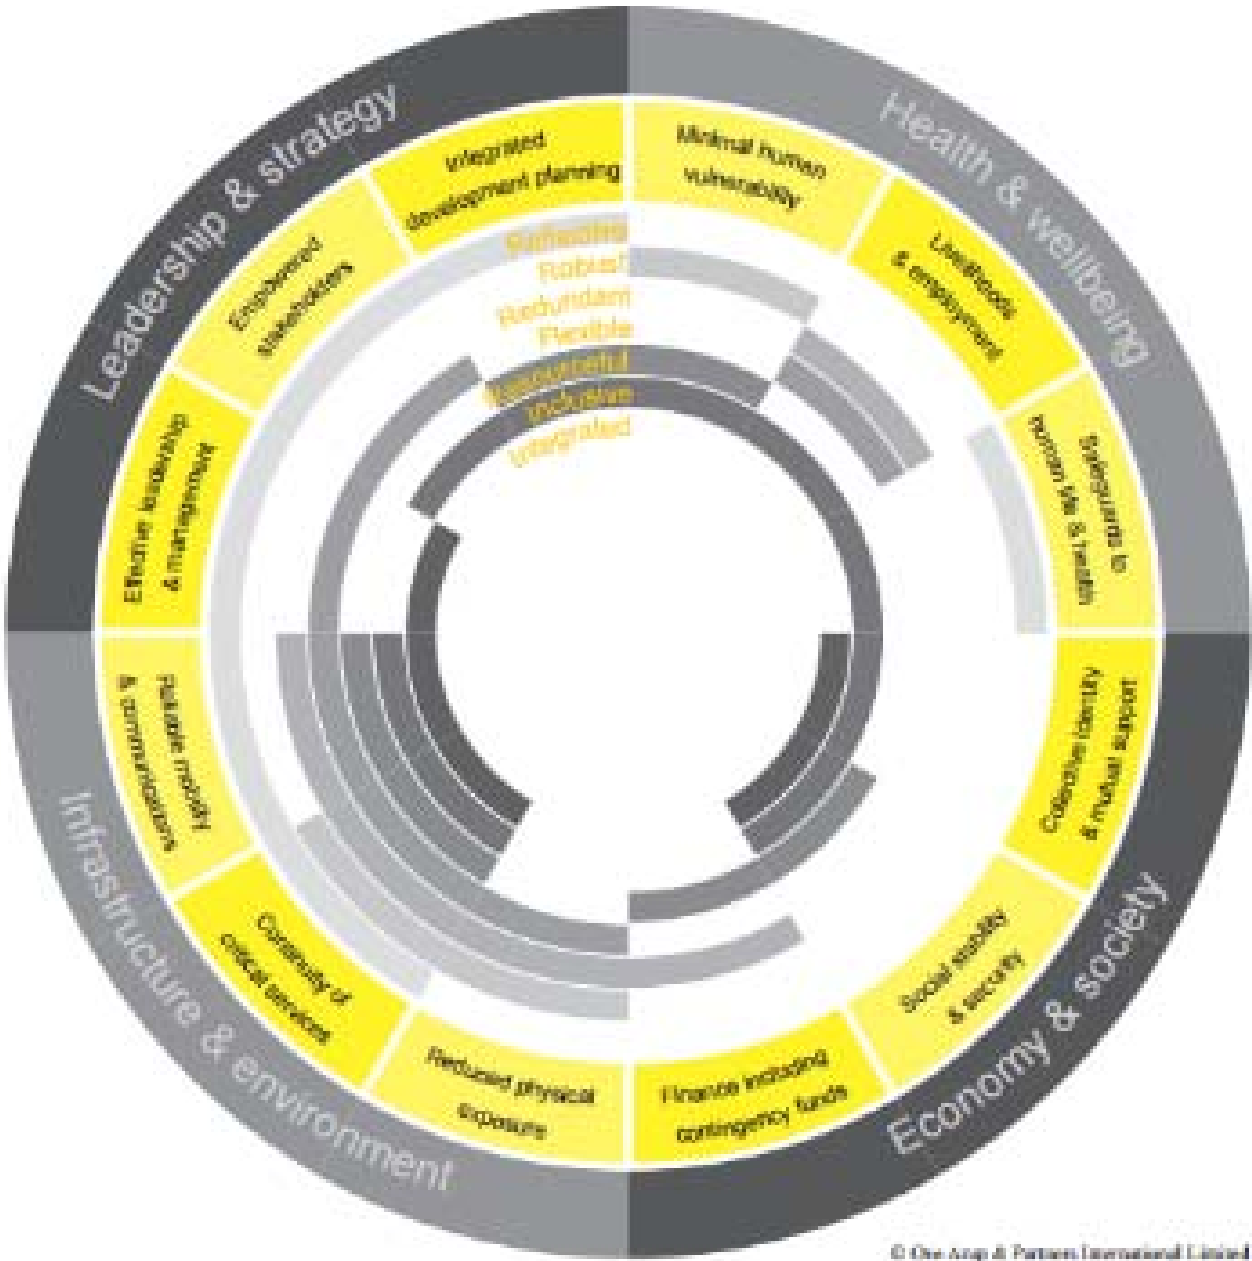 Leadership & strategy
Health & wellbeing
Economy & society
Infrastructure & environment
Minimal human
vulnerability
Livelihoods
& employment
Safeguards to
human life & health
Collective identity
& mutual support
Social stability
& security
Finance including
contingency funds
Reduced physical
exposure
Continuity of
critical services
Reliable mobility
& communications
Effective leadership
& management
Empowered
stakeholders
Integrated
development planning
Reflective
Robust
Redundant
Flexible
Resourceful
Inclusive
Integrated
© Ove Arup & Partners International Limited